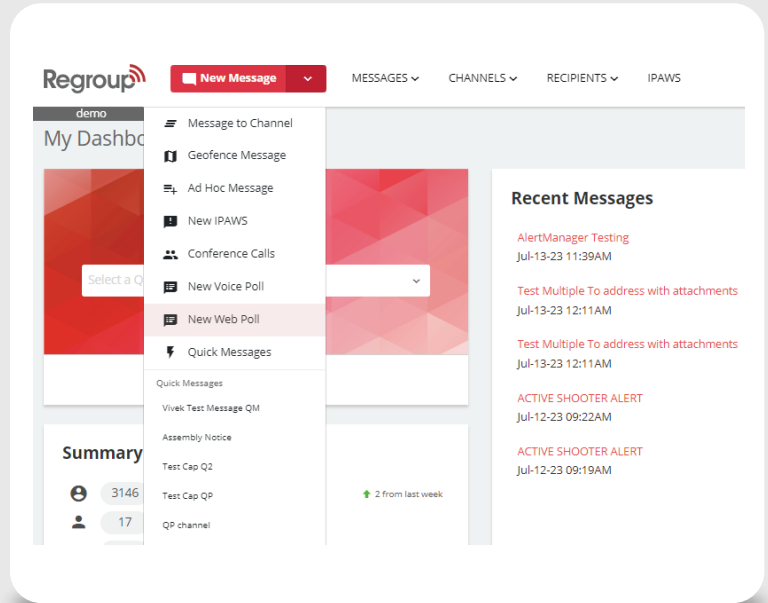 Regroup
New Message
MESSAGES
CHANNELS
RECIPIENTS
IPAWS
demo
My Dashbo
Select a Q
Message to Channel
Geofence Message
Ad Hoc Message
New IPAWS
Conference Calls
New Voice Poll
New Web Poll
Quick Messages
Quick Messages
Vivek Test Message QM
Assembly Notice
Test Cap Q2
Test Cap QP
QP channel
Summary
3146
17
2 from last week
Recent Messages
AlertManager Testing
Jul-13-23 11:39AM
Test Multiple To address with attachments
Jul-13-23 12:11AM
Test Multiple To address with attachments
Jul-13-23 12:11AM
ACTIVE SHOOTER ALERT
Jul-12-23 09:22AM
ACTIVE SHOOTER ALERT
Jul-12-23 09:19AM